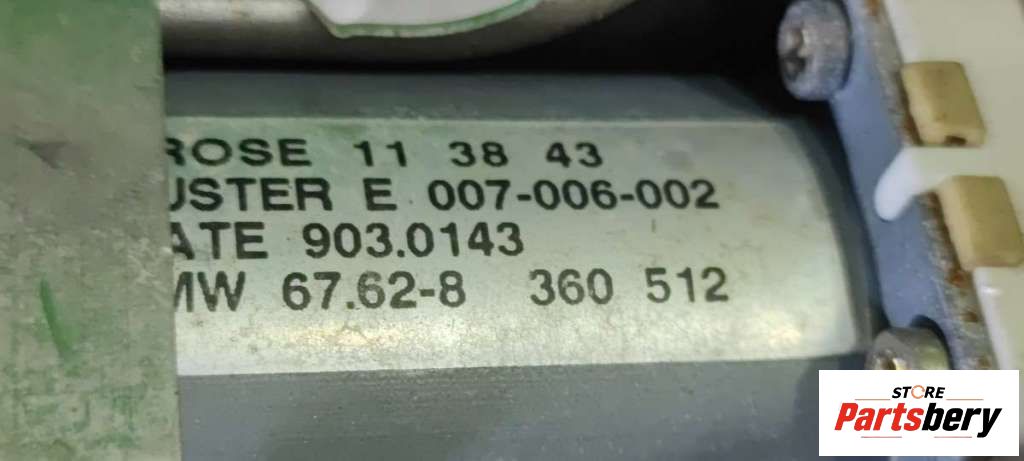 ROSE 11 38 43
USTER E 007-006-002
ATE 903.0143
MW 67.62-8 360 512
STORE
Partsbery